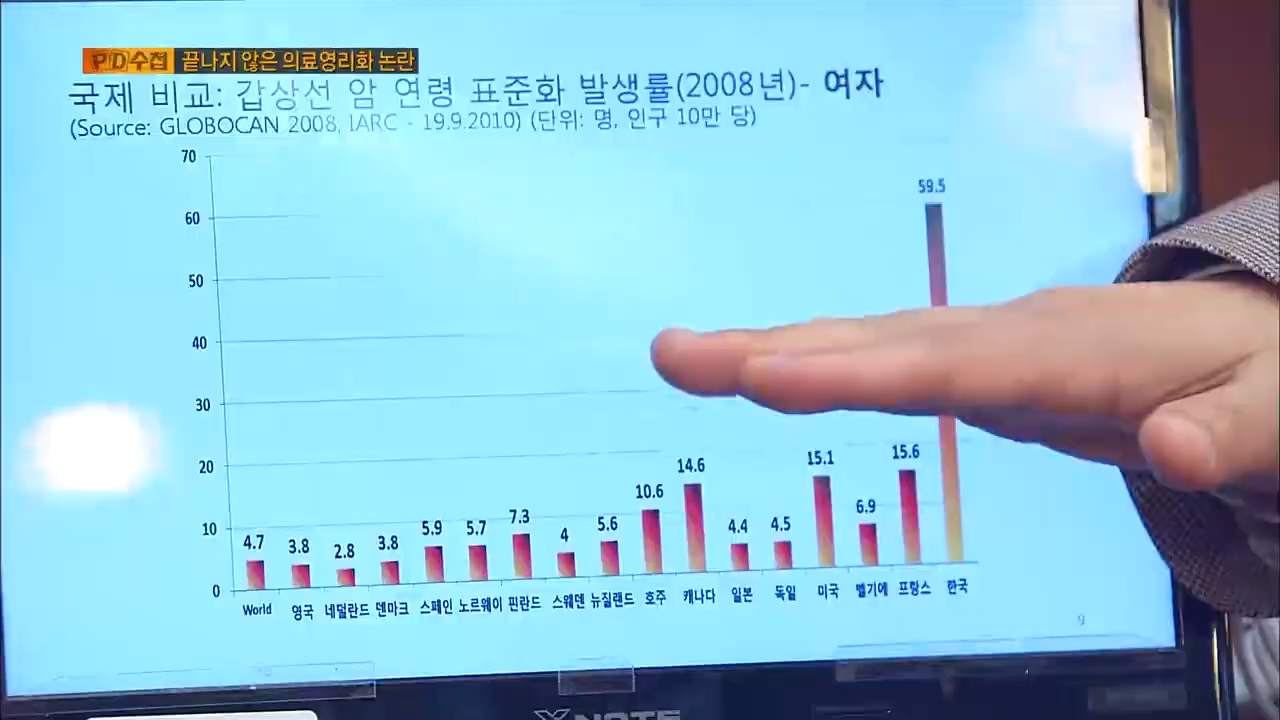 PD수첩 끝나지 않은 의료영리화 논란
국제 비교: 갑상선 암 연령 표준화 발생률(2008년)- 여자
(Source: GLOBOCAN 2008, IARC - 19.9.2010) (단위: 명, 인구 10만 당)
70
60
50
40
30
20
10
0
4.7 3.8 2.8 3.8 5.9 5.7 7.3 4 5.6 10.6 14.6 4.4 4.5 15.1 6.9 15.6 59.5
World 영국 네덜란드 덴마크 스페인 노르웨이 핀란드 스웨덴 뉴질랜드 호주 캐나다 일본 독일 미국 벨기에 프랑스 한국
9
XNOTE